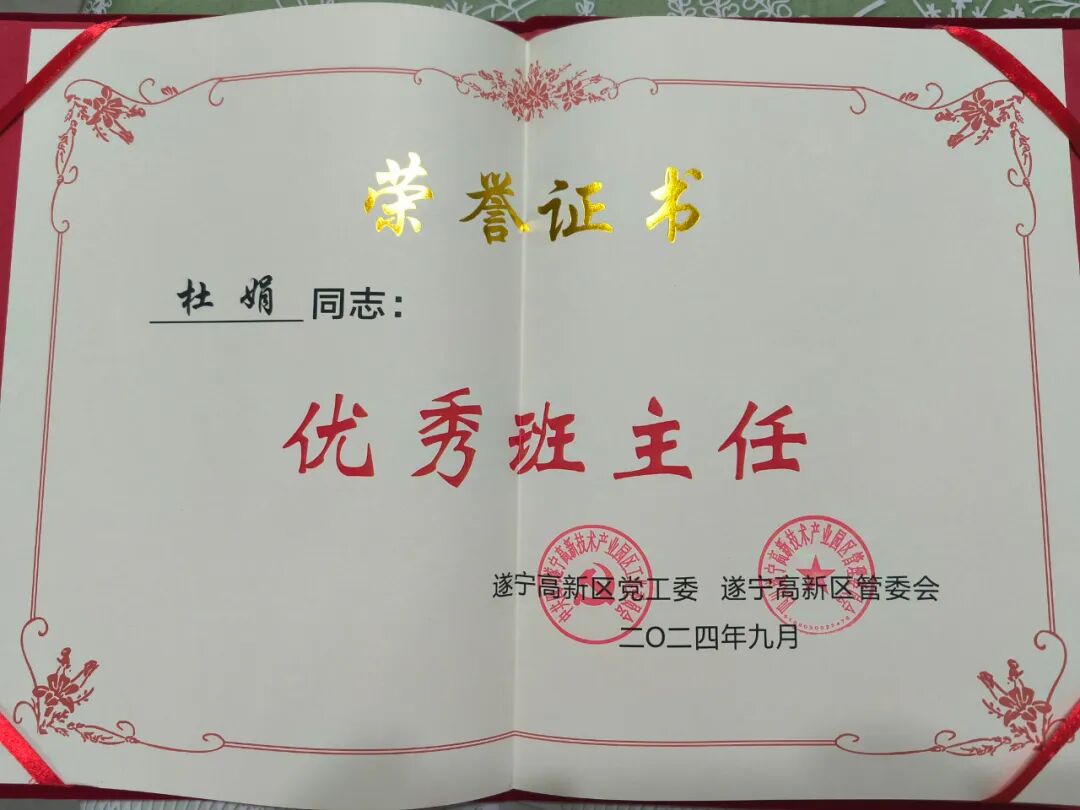 荣誉证书
杜娟 同志：
优秀班主任
遂宁高新区党工委 遂宁高新区管委会
二〇二四年九月